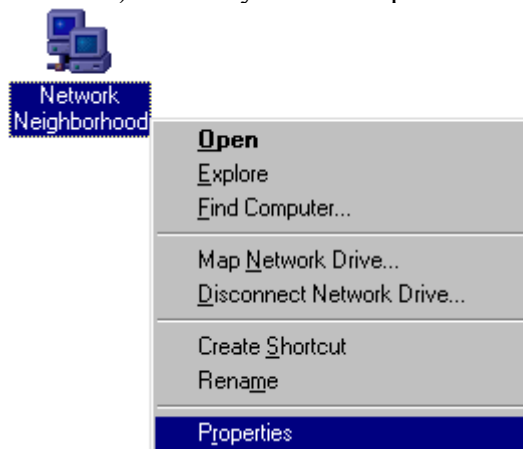 Network
Neighborhood
Open
Explore
Find Computer...
Map Network Drive...
Disconnect Network Drive...
Create Shortcut
Rename
Properties